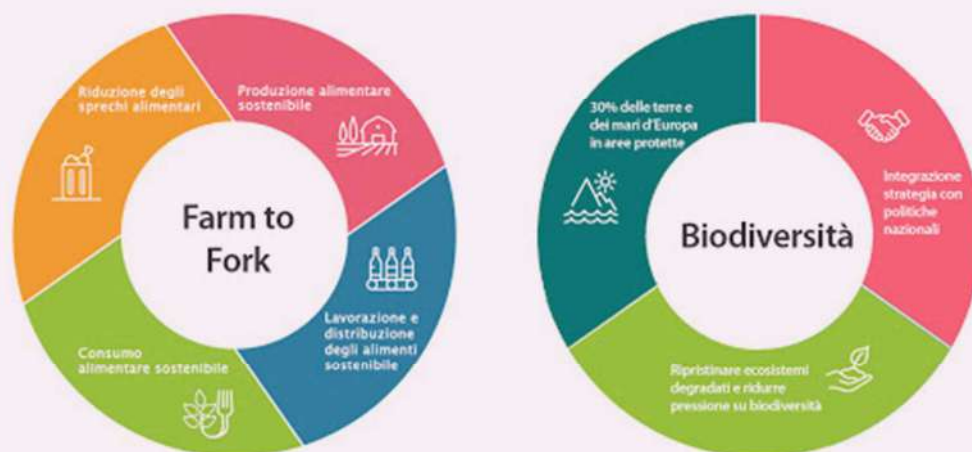 Riduzione degli
sprechi alimentari
Produzione alimentare
sostenibile
Farm to
Fork
Lavorazione e
distribuzione
degli alimenti
sostenibile
Consumo
alimentare sostenibile
30% delle terre e
dei mari d'Europa
in aree protette
Integrazione
strategia con
politiche
nazionali
Biodiversità
Ripristinare ecosistemi
degradati e ridurre
pressione su biodiversità